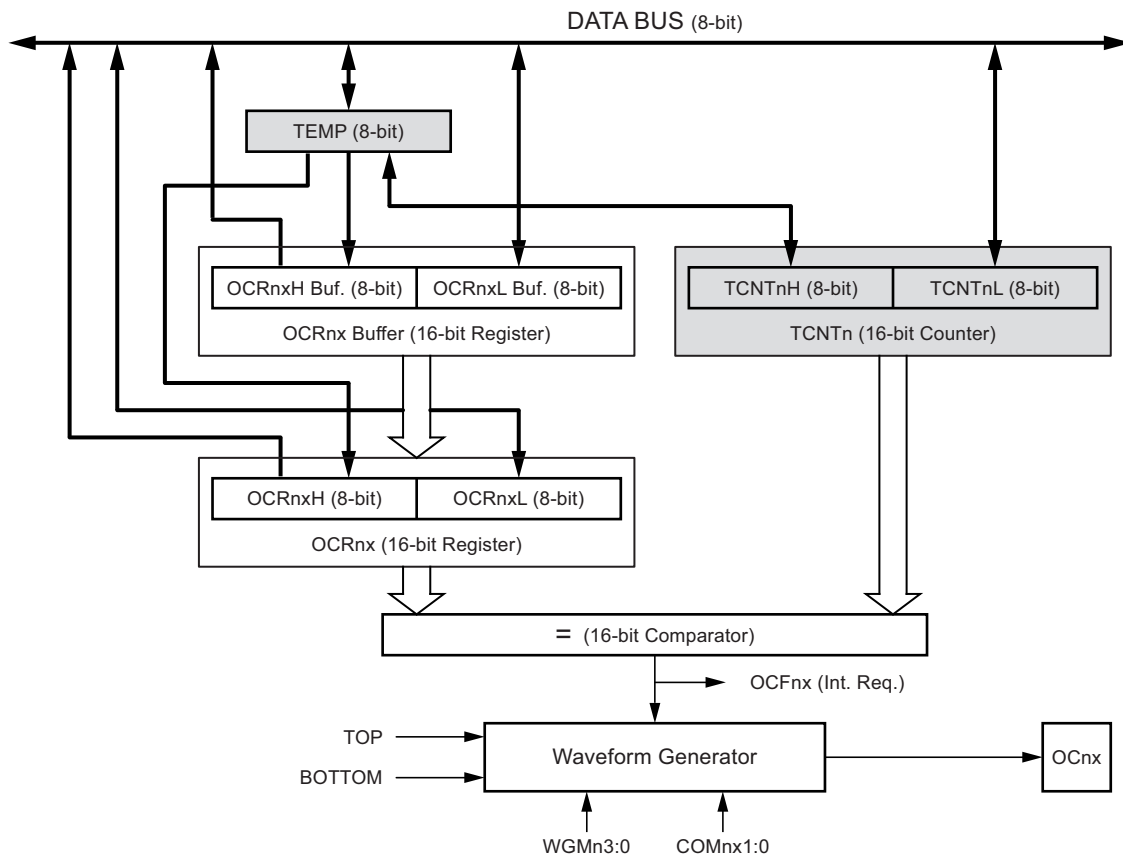 DATA BUS (8-bit)
TEMP (8-bit)
OCRnxH Buf. (8-bit)
OCRnxL Buf. (8-bit)
OCRnx Buffer (16-bit Register)
TCNTnH (8-bit)
TCNTnL (8-bit)
TCNTn (16-bit Counter)
OCRnxH (8-bit)
OCRnxL (8-bit)
OCRnx (16-bit Register)
= (16-bit Comparator)
OCFnx (Int. Req.)
TOP
BOTTOM
Waveform Generator
OCnx
WGMn3:0
COMnx1:0